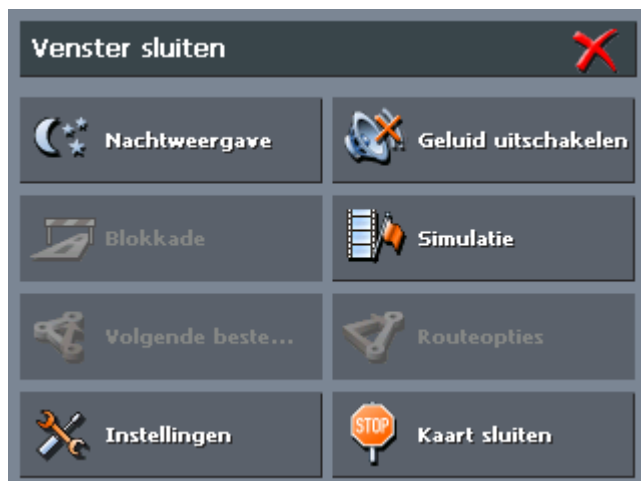 Venster sluiten
Nachtweergave
Geluid uitschakelen
Blokkade
Simulatie
Volgende beste...
Routeopties
Instellingen
STOP
Kaart sluiten